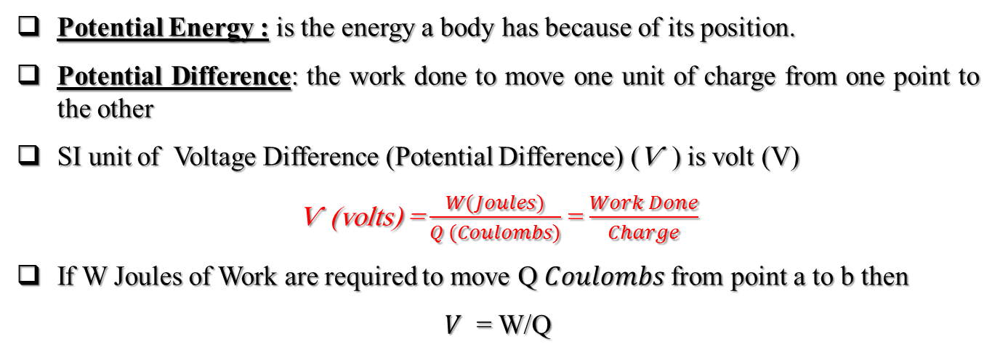 ❑ Potential Energy : is the energy a body has because of its position.
❑ Potential Difference: the work done to move one unit of charge from one point to
the other
❑ SI unit of Voltage Difference (Potential Difference) ( V ) is volt (V)
V (volts) = W(Joules) / Q (Coulombs) = Work Done / Charge
❑ If W Joules of Work are required to move Q Coulombs from point a to b then
V = W/Q